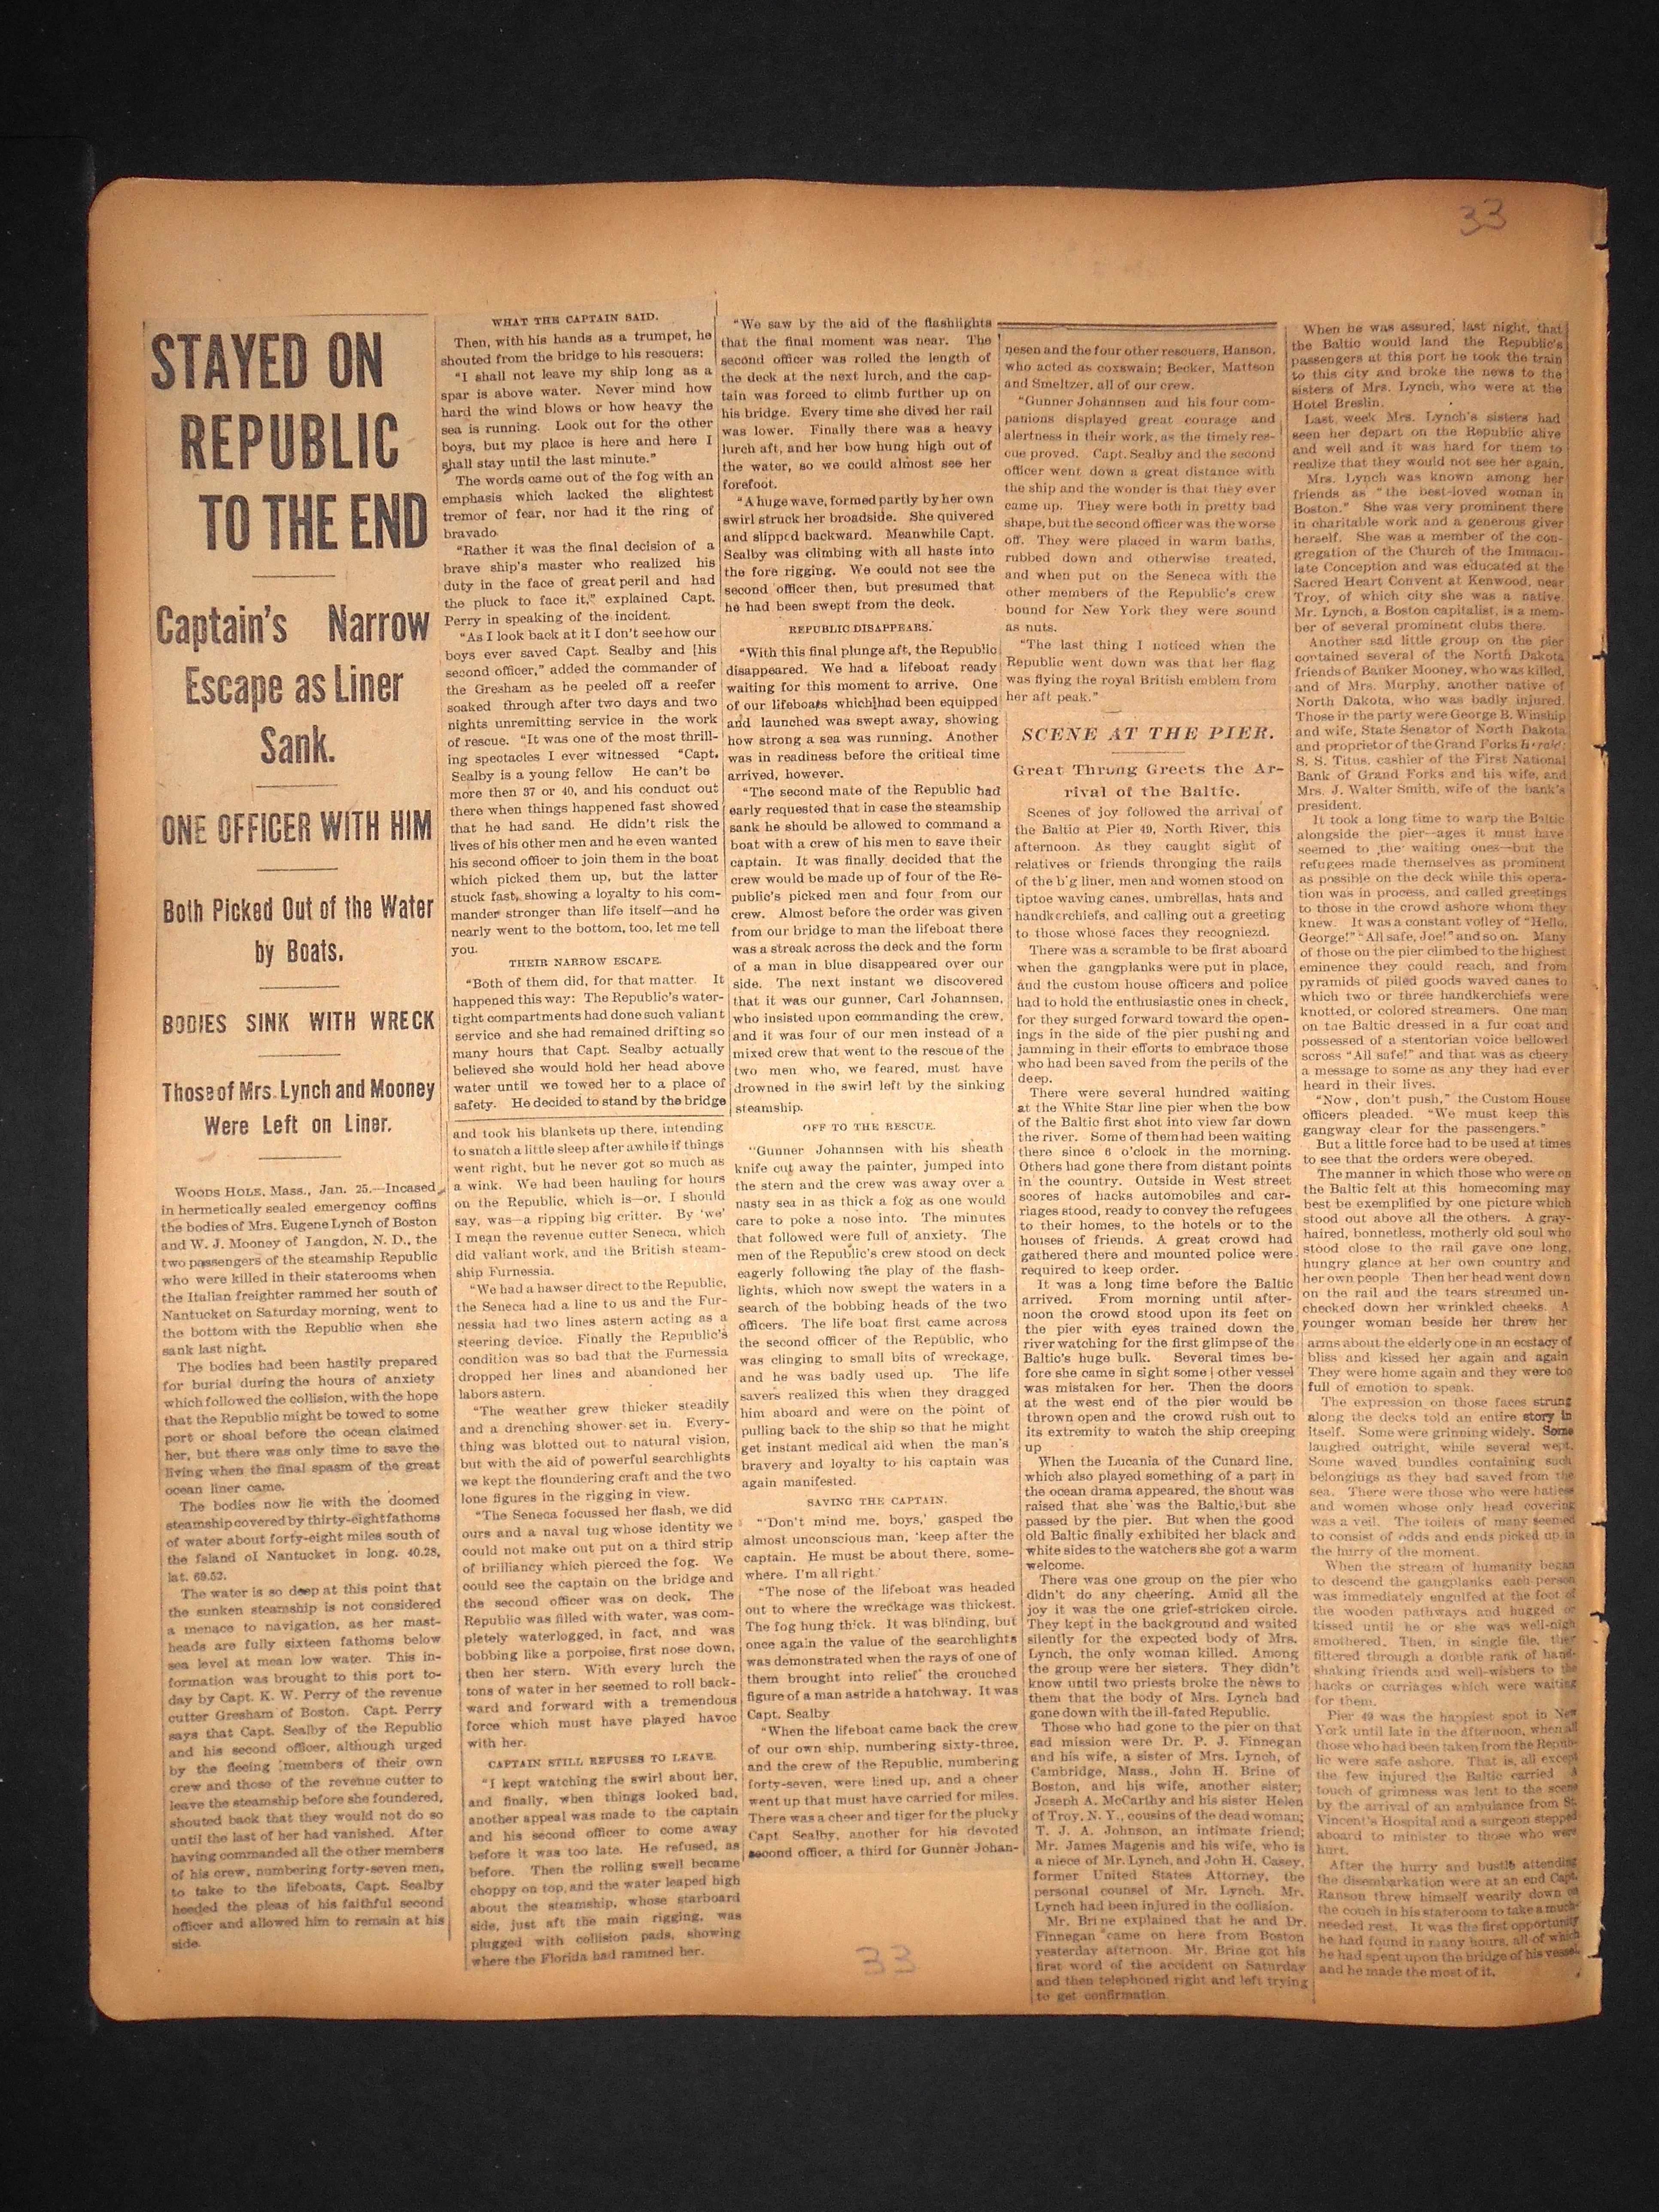 33
STAYED ON
REPUBLIC
TO THE END
Captain's Narrow
Escape as Liner
Sank.
ONE OFFICER WITH HIM
Both Picked Out of the Water
by Boats.
BODIES SINK WITH WRECK
Those of Mrs. Lynch and Mooney
Were Left on Liner.
WOODS HOLE, Mass., Jan. 25.—Incased
in hermetically sealed emergency coffins
the bodies of Mrs. Eugene Lynch of Boston
and W. J. Mooney of Langdon, N. D., the
two passengers of the steamship Republic
who were killed in their staterooms when
the Italian freighter rammed her south of
Nantucket on Saturday morning, went to
the bottom with the Republic when she
sank last night.
The bodies had been hastily prepared
for burial during the hours of anxiety
which followed the collision, with the hope
that the Republic might be towed to some
port or shoal before the ocean claimed
her, but there was only time to save the
living when the final spasm of the great
ocean liner came.
The bodies now lie with the doomed
steamship covered by thirty-eight fathoms
of water about forty-eight miles south of
the Island of Nantucket in long. 40.28,
lat. 69.52.
The water is so deep at this point that
the sunken steamship is not considered
a menace to navigation, as her mast-
heads are fully sixteen fathoms below
sea level at mean low water. This in-
formation was brought to this port to-
day by Capt. K. W. Perry of the revenue
cutter Gresham of Boston. Capt. Perry
says that Capt. Sealby of the Republic
and his second officer, although urged
by the fleeing members of their own
crew and those of the revenue cutter to
leave the steamship before she foundered,
shouted back that they would not do so
until the last of her had vanished. After
having commanded all the other members
of his crew, numbering forty-seven men,
to take to the lifeboats, Capt. Sealby
heeded the pleas of his faithful second
officer and allowed him to remain at his
side.
WHAT THE CAPTAIN SAID.
Then, with his hands as a trumpet, he
shouted from the bridge to his rescuers:
"I shall not leave my ship long as a
spar is above water. Never mind how
hard the wind blows or how heavy the
sea is running. Look out for the other
boys, but my place is here and here I
shall stay until the last minute."
The words came out of the fog with an
emphasis which lacked the slightest
tremor of fear, nor had it the ring of
bravado.
"Rather it was the final decision of a
brave ship's master who realized his
duty in the face of great peril and had
the pluck to face it," explained Capt.
Perry in speaking of the incident.
"As I look back at it I don't see how our
boys ever saved Capt. Sealby and [his
second officer," added the commander of
the Gresham as he peeled off a reefer
soaked through after two days and two
nights unremitting service in the work
of rescue. "It was one of the most thrill-
ing spectacles I ever witnessed "Capt.
Sealby is a young fellow He can't be
more then 37 or 40, and his conduct out
there when things happened fast showed
that he had sand. He didn't risk the
lives of his other men and he even wanted
his second officer to join them in the boat
which picked them up, but the latter
stuck fast, showing a loyalty to his com-
mander stronger than life itself—and he
nearly went to the bottom, too, let me tell
you.
THEIR NARROW ESCAPE.
"Both of them did, for that matter. It
happened this way: The Republic's water-
tight compartments had done such valiant
service and she had remained drifting so
many hours that Capt. Sealby actually
believed she would hold her head above
water until we towed her to a place of
safety. He decided to stand by the bridge
and took his blankets up there, intending
to snatch a little sleep after awhile if things
went right, but he never got so much as
a wink. We had been hauling for hours
on the Republic, which is—or, I should
say, was—a ripping big critter. By 'we'
I mean the revenue cutter Seneca, which
did valiant work, and the British steam-
ship Furnessia.
"We had a hawser direct to the Republic,
the Seneca had a line to us and the Fur-
nessia had two lines astern acting as a
steering device. Finally the Republic's
condition was so bad that the Furnessia
dropped her lines and abandoned her
labors astern.
"The weather grew thicker steadily
and a drenching shower set in. Every-
thing was blotted out to natural vision,
but with the aid of powerful searchlights
we kept the floundering craft and the two
lone figures in the rigging in view.
"The Seneca focussed her flash, we did
ours and a naval tug whose identity we
could not make out put on a third strip
of brilliancy which pierced the fog. We
could see the captain on the bridge and
the second officer was on deck. The
Republic was filled with water, was com-
pletely waterlogged, in fact, and was
bobbing like a porpoise, first nose down,
then her stern. With every lurch the
tons of water in her seemed to roll back-
ward and forward with a tremendous
force which must have played havoc
with her.
CAPTAIN STILL REFUSES TO LEAVE.
"I kept watching the swirl about her,
and finally, when things looked bad,
another appeal was made to the captain
and his second officer to come away
before it was too late. He refused, as
before. Then the rolling swell became
choppy on top, and the water leaped high
about the steamship, whose starboard
side, just aft the main rigging, was
plugged with collision pads, showing
where the Florida had rammed her.
"We saw by the aid of the flashlights
that the final moment was near. The
second officer was rolled the length of
the deck at the next lurch, and the cap-
tain was forced to climb further up on
his bridge. Every time she dived her rail
was lower. Finally there was a heavy
lurch aft, and her bow hung high out of
the water, so we could almost see her
forefoot.
"A huge wave, formed partly by her own
swirl struck her broadside. She quivered
and slipped backward. Meanwhile Capt.
Sealby was climbing with all haste into
the fore rigging. We could not see the
second officer then, but presumed that
he had been swept from the deck.
REPUBLIC DISAPPEARS.
"With this final plunge aft, the Republic
disappeared. We had a lifeboat ready
waiting for this moment to arrive. One
of our lifeboats which had been equipped
and launched was swept away, showing
how strong a sea was running. Another
was in readiness before the critical time
arrived, however.
"The second mate of the Republic had
early requested that in case the steamship
sank he should be allowed to command a
boat with a crew of his men to save their
captain. It was finally decided that the
crew would be made up of four of the Re-
public's picked men and four from our
crew. Almost before the order was given
from our bridge to man the lifeboat there
was a streak across the deck and the form
of a man in blue disappeared over our
side. The next instant we discovered
that it was our gunner, Carl Johannsen,
who insisted upon commanding the crew,
and it was four of our men instead of a
mixed crew that went to the rescue of the
two men who, we feared, must have
drowned in the swirl left by the sinking
steamship.
OFF TO THE RESCUE.
"Gunner Johannsen with his sheath
knife cut away the painter, jumped into
the stern and the crew was away over a
nasty sea in as thick a fog as one would
care to poke a nose into. The minutes
that followed were full of anxiety. The
men of the Republic's crew stood on deck
eagerly following the play of the flash-
lights, which now swept the waters in a
search of the bobbing heads of the two
officers. The life boat first came across
the second officer of the Republic, who
was clinging to small bits of wreckage,
and he was badly used up. The life
savers realized this when they dragged
him aboard and were on the point of
pulling back to the ship so that he might
get instant medical aid when the man's
bravery and loyalty to his captain was
again manifested.
SAVING THE CAPTAIN.
"'Don't mind me, boys,' gasped the
almost unconscious man, 'keep after the
captain. He must be about there, some-
where. I'm all right.'
"The nose of the lifeboat was headed
out to where the wreckage was thickest.
The fog hung thick. It was blinding, but
once again the value of the searchlights
was demonstrated when the rays of one of
them brought into relief the crouched
figure of a man astride a hatchway. It was
Capt. Sealby
"When the lifeboat came back the crew
of our own ship, numbering sixty-three,
and the crew of the Republic, numbering
forty-seven, were lined up, and a cheer
went up that must have carried for miles.
There was a cheer and tiger for the plucky
Capt. Sealby, another for his devoted
second officer, a third for Gunner Johan-
nesen and the four other rescuers, Hanson,
who acted as coxswain; Becker, Mattson
and Smeltzer, all of our crew.
"Gunner Johannsen and his four com-
panions displayed great courage and
alertness in their work, as the timely res-
cue proved. Capt. Sealby and the second
officer went down a great distance with
the ship and the wonder is that they ever
came up. They were both in pretty bad
shape, but the second officer was the worse
off. They were placed in warm baths,
rubbed down and otherwise treated,
and when put on the Seneca with the
other members of the Republic's crew
bound for New York they were sound
as nuts.
"The last thing I noticed when the
Republic went down was that her flag
was flying the royal British emblem from
her aft peak."
SCENE AT THE PIER.
Great Throng Greets the Ar-
rival of the Baltic.
Scenes of joy followed the arrival of
the Baltic at Pier 49, North River, this
afternoon. As they caught sight of
relatives or friends thronging the rails
of the big liner, men and women stood on
tiptoe waving canes, umbrellas, hats and
handkerchiefs, and calling out a greeting
to those whose faces they recogniezd.
There was a scramble to be first aboard
when the gangplanks were put in place,
and the custom house officers and police
had to hold the enthusiastic ones in check,
for they surged forward toward the open-
ings in the side of the pier pushing and
jamming in their efforts to embrace those
who had been saved from the perils of the
deep.
There were several hundred waiting
at the White Star line pier when the bow
of the Baltic first shot into view far down
the river. Some of them had been waiting
there since 6 o'clock in the morning.
Others had gone there from distant points
in the country. Outside in West street
scores of hacks automobiles and car-
riages stood, ready to convey the refugees
to their homes, to the hotels or to the
houses of friends. A great crowd had
gathered there and mounted police were
required to keep order.
It was a long time before the Baltic
arrived. From morning until after-
noon the crowd stood upon its feet on
the pier with eyes trained down the
river watching for the first glimpse of the
Baltic's huge bulk. Several times be-
fore she came in sight some other vessel
was mistaken for her. Then the doors
at the west end of the pier would be
thrown open and the crowd rush out to
its extremity to watch the ship creeping
up
When the Lucania of the Cunard line,
which also played something of a part in
the ocean drama appeared, the shout was
raised that she was the Baltic, but she
passed by the pier. But when the good
old Baltic finally exhibited her black and
white sides to the watchers she got a warm
welcome.
There was one group on the pier who
didn't do any cheering. Amid all the
joy it was the one grief-stricken circle.
They kept in the background and waited
silently for the expected body of Mrs.
Lynch, the only woman killed. Among
the group were her sisters. They didn't
know until two priests broke the news to
them that the body of Mrs. Lynch had
gone down with the ill-fated Republic.
Those who had gone to the pier on that
sad mission were Dr. P. J. Finnegan
and his wife, a sister of Mrs. Lynch, of
Cambridge, Mass., John H. Brine of
Boston, and his wife, another sister;
Joseph A. McCarthy and his sister Helen
of Troy, N. Y., cousins of the dead woman;
T. J. A. Johnson, an intimate friend;
Mr. James Magenis and his wife, who is
a niece of Mr. Lynch, and John H. Casey,
former United States Attorney, the
personal counsel of Mr. Lynch. Mr.
Lynch had been injured in the collision.
Mr. Brine explained that he and Dr.
Finnegan came on here from Boston
yesterday afternoon. Mr. Brine got his
first word of the accident on Saturday
and then telephoned right and left trying
to get confirmation
When he was assured, last night, that
the Baltic would land the Republic's
passengers at this port he took the train
to this city and broke the news to the
sisters of Mrs. Lynch, who were at the
Hotel Breslin.
Last week Mrs. Lynch's sisters had
seen her depart on the Republic alive
and well and it was hard for them to
realize that they would not see her again.
Mrs. Lynch was known among her
friends as "the best-loved woman in
Boston." She was very prominent there
in charitable work and a generous giver
herself. She was a member of the con-
gregation of the Church of the Immacu-
late Conception and was educated at the
Sacred Heart Convent at Kenwood, near
Troy, of which city she was a native.
Mr. Lynch, a Boston capitalist, is a mem-
ber of several prominent clubs there.
Another sad little group on the pier
contained several of the North Dakota
friends of Banker Mooney, who was killed,
and of Mrs. Murphy, another native of
North Dakota, who was badly injured.
Those in the party were George B. Winship
and wife, State Senator of North Dakota
and proprietor of the Grand Forks Herald;
S. S. Titus, cashier of the First National
Bank of Grand Forks and his wife, and
Mrs. J. Walter Smith, wife of the bank's
president.
It took a long time to warp the Baltic
alongside the pier—ages it must have
seemed to the waiting ones—but the
refugees made themselves as prominent
as possible on the deck while this opera-
tion was in process, and called greetings
to those in the crowd ashore whom they
knew. It was a constant volley of "Hello,
George!" "All safe, Joe!" and so on. Many
of those on the pier climbed to the highest
eminence they could reach, and from
pyramids of piled goods waved canes to
which two or three handkerchiefs were
knotted, or colored streamers. One man
on the Baltic dressed in a fur coat and
possessed of a stentorian voice bellowed
across "All safe!" and that was as cheery
a message to some as any they had ever
heard in their lives.
"Now, don't push," the Custom House
officers pleaded. "We must keep this
gangway clear for the passengers."
But a little force had to be used at times
to see that the orders were obeyed.
The manner in which those who were on
the Baltic felt at this homecoming may
best be exemplified by one picture which
stood out above all the others. A gray-
haired, bonnetless, motherly old soul who
stood close to the rail gave one long,
hungry glance at her own country and
her own people Then her head went down
on the rail and the tears streamed un-
checked down her wrinkled cheeks. A
younger woman beside her threw her
arms about the elderly one in an ecstacy of
bliss and kissed her again and again
They were home again and they were too
full of emotion to speak.
The expression on those faces strung
along the decks told an entire story in
itself. Some were grinning widely. Some
laughed outright, while several wept.
Some waved bundles containing such
belongings as they had saved from the
sea. There were those who were hatless
and women whose only head covering
was a veil. The toilets of many seemed
to consist of odds and ends picked up in
the hurry of the moment.
When the stream of humanity began
to descend the gangplanks each person
was immediately engulfed at the foot of
the wooden pathways and hugged or
kissed until he or she was well-nigh
smothered. Then, in single file, they
filtered through a double rank of hand-
shaking friends and well-wishers to the
hacks or carriages which were waiting
for them.
Pier 49 was the happiest spot in New
York until late in the afternoon, when all
those who had been taken from the Repub-
lic were safe ashore. That is, all except
the few injured the Baltic carried A
touch of grimness was lent to the scene
by the arrival of an ambulance from St.
Vincent's Hospital and a surgeon stepped
aboard to minister to those who were
hurt.
After the hurry and bustle attending
the disembarkation were at an end Capt.
Ranson threw himself wearily down on
the couch in his stateroom to take a much-
needed rest. It was the first opportunity
he had found in many hours, all of which
he had spent upon the bridge of his vessel,
and he made the most of it.
33